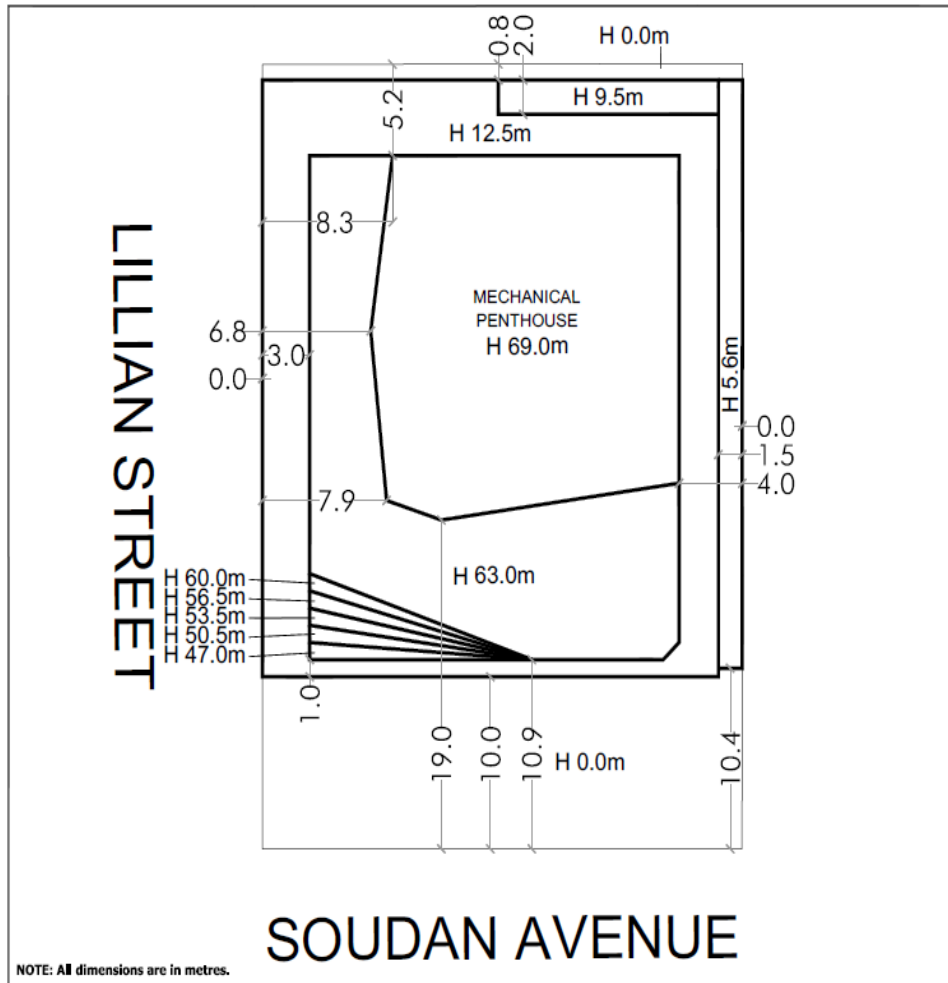 0.8
2.0
H 0.0m
5.2
H 9.5m
H 12.5m
8.3
LILLIAN STREET
MECHANICAL
PENTHOUSE
H 69.0m
6.8
3.0
0.0
H 5.6m
0.0
1.5
4.0
7.9
H 60.0m
H 56.5m
H 53.5m
H 50.5m
H 47.0m
H 63.0m
1.0
19.0
10.0
10.9
H 0.0m
10.4
SOUDAN AVENUE
NOTE: All dimensions are in metres.